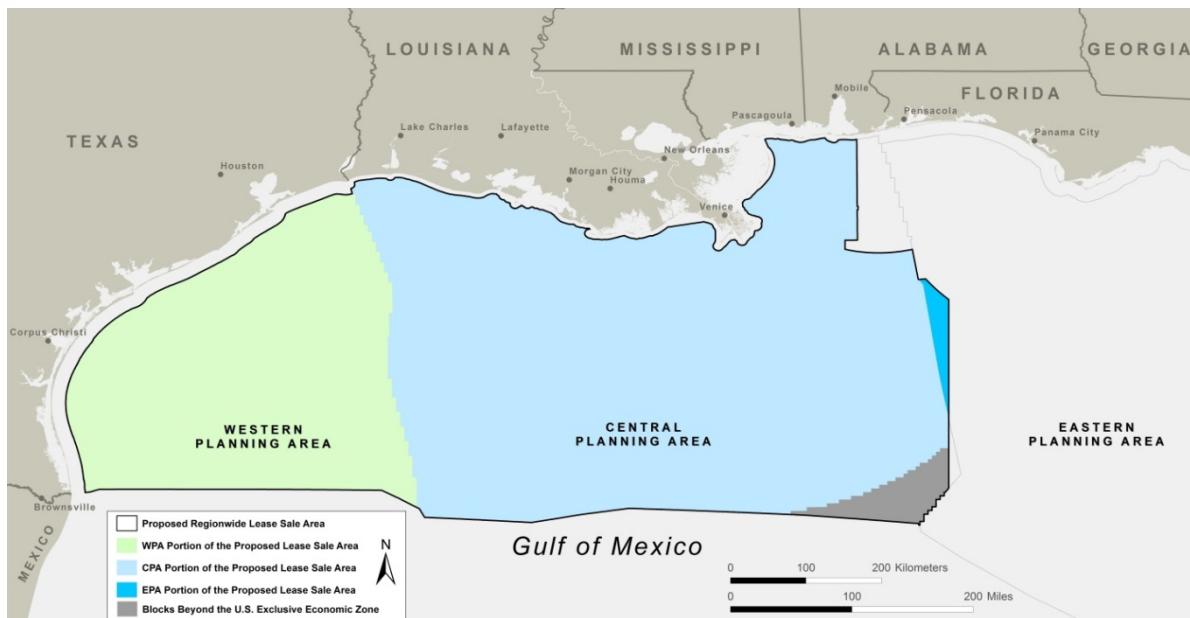 LOUISIANA
MISSISSIPPI
ALABAMA
GEORGIA
FLORIDA
TEXAS
Mobile
Pascagoula
Pensacola
Panama City
Lake Charles
Lafayette
New Orleans
Houston
Morgan City
Houma
Venice
Corpus Christi
WESTERN
PLANNING AREA
CENTRAL
PLANNING AREA
EASTERN
PLANNING AREA
Brownsville
MEXICO
Gulf of Mexico
Proposed Regionwide Lease Sale Area
WPA Portion of the Proposed Lease Sale Area
CPA Portion of the Proposed Lease Sale Area
EPA Portion of the Proposed Lease Sale Area
Blocks Beyond the U.S. Exclusive Economic Zone
N
0 100 200 Kilometers
0 100 200 Miles